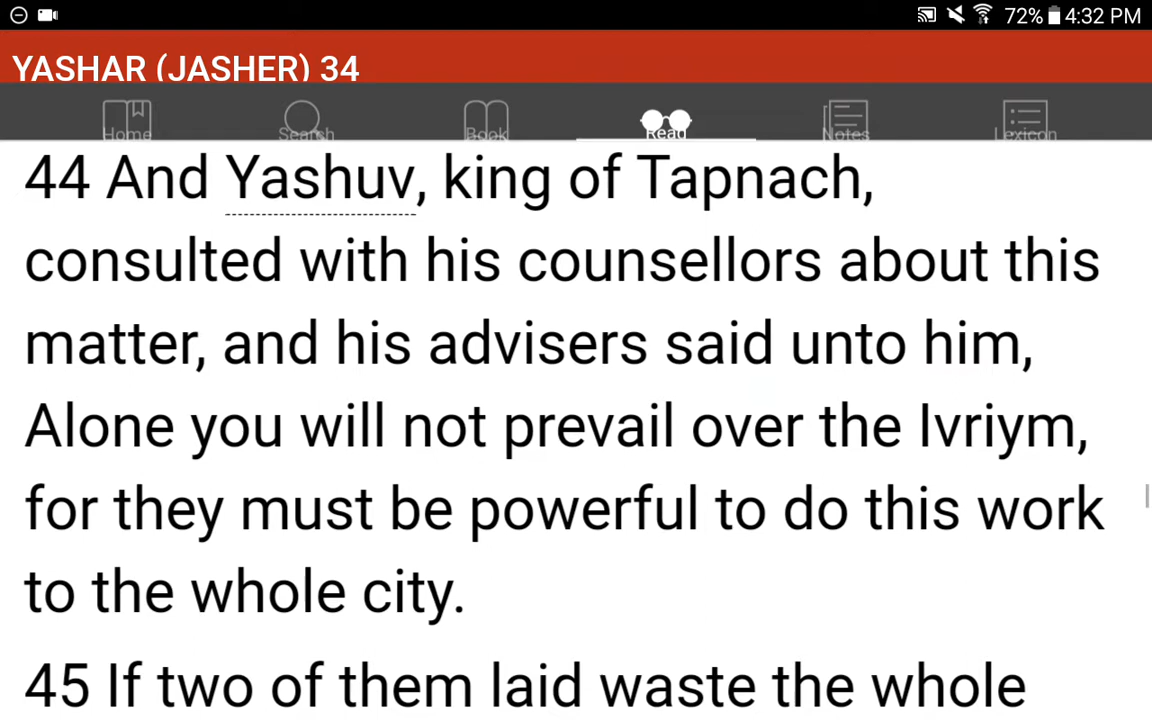 72% 4:32 PM
YASHAR (JASHER) 34
Home Search Book Read Notes Lexicon
44 And Yashuv, king of Tapnach,
consulted with his counsellors about this
matter, and his advisers said unto him,
Alone you will not prevail over the Ivriym,
for they must be powerful to do this work
to the whole city.
45 If two of them laid waste the whole